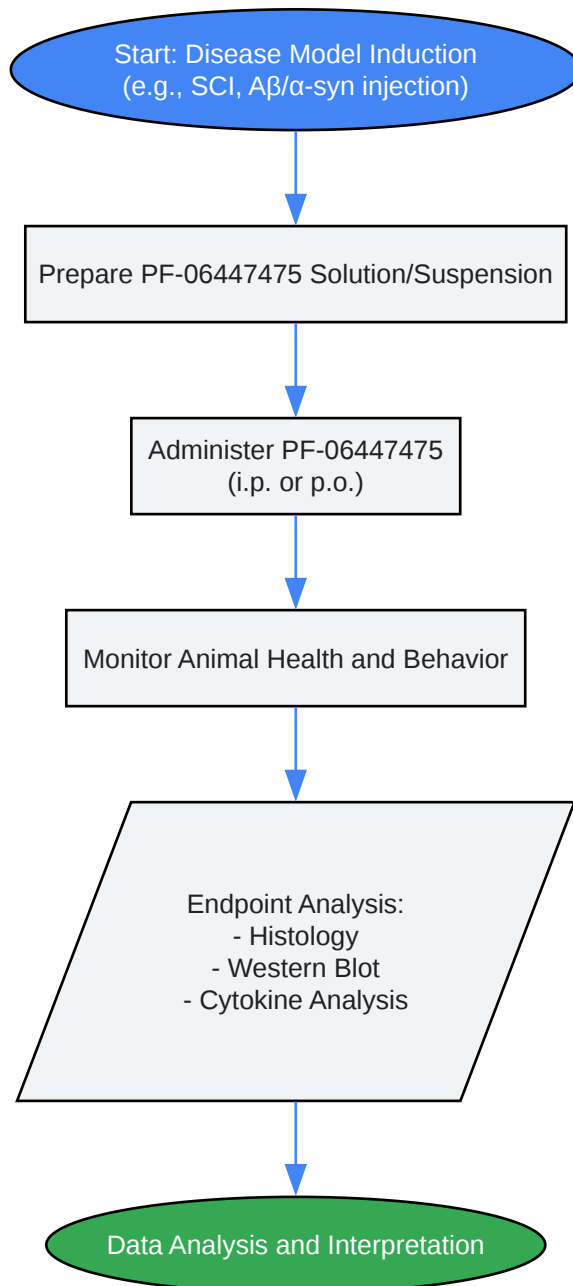 Start: Disease Model Induction
(e.g., SCI, Aβ/α-syn injection)
Prepare PF-06447475 Solution/Suspension
Administer PF-06447475
(i.p. or p.o.)
Monitor Animal Health and Behavior
Endpoint Analysis:
- Histology
- Western Blot
- Cytokine Analysis
Data Analysis and Interpretation